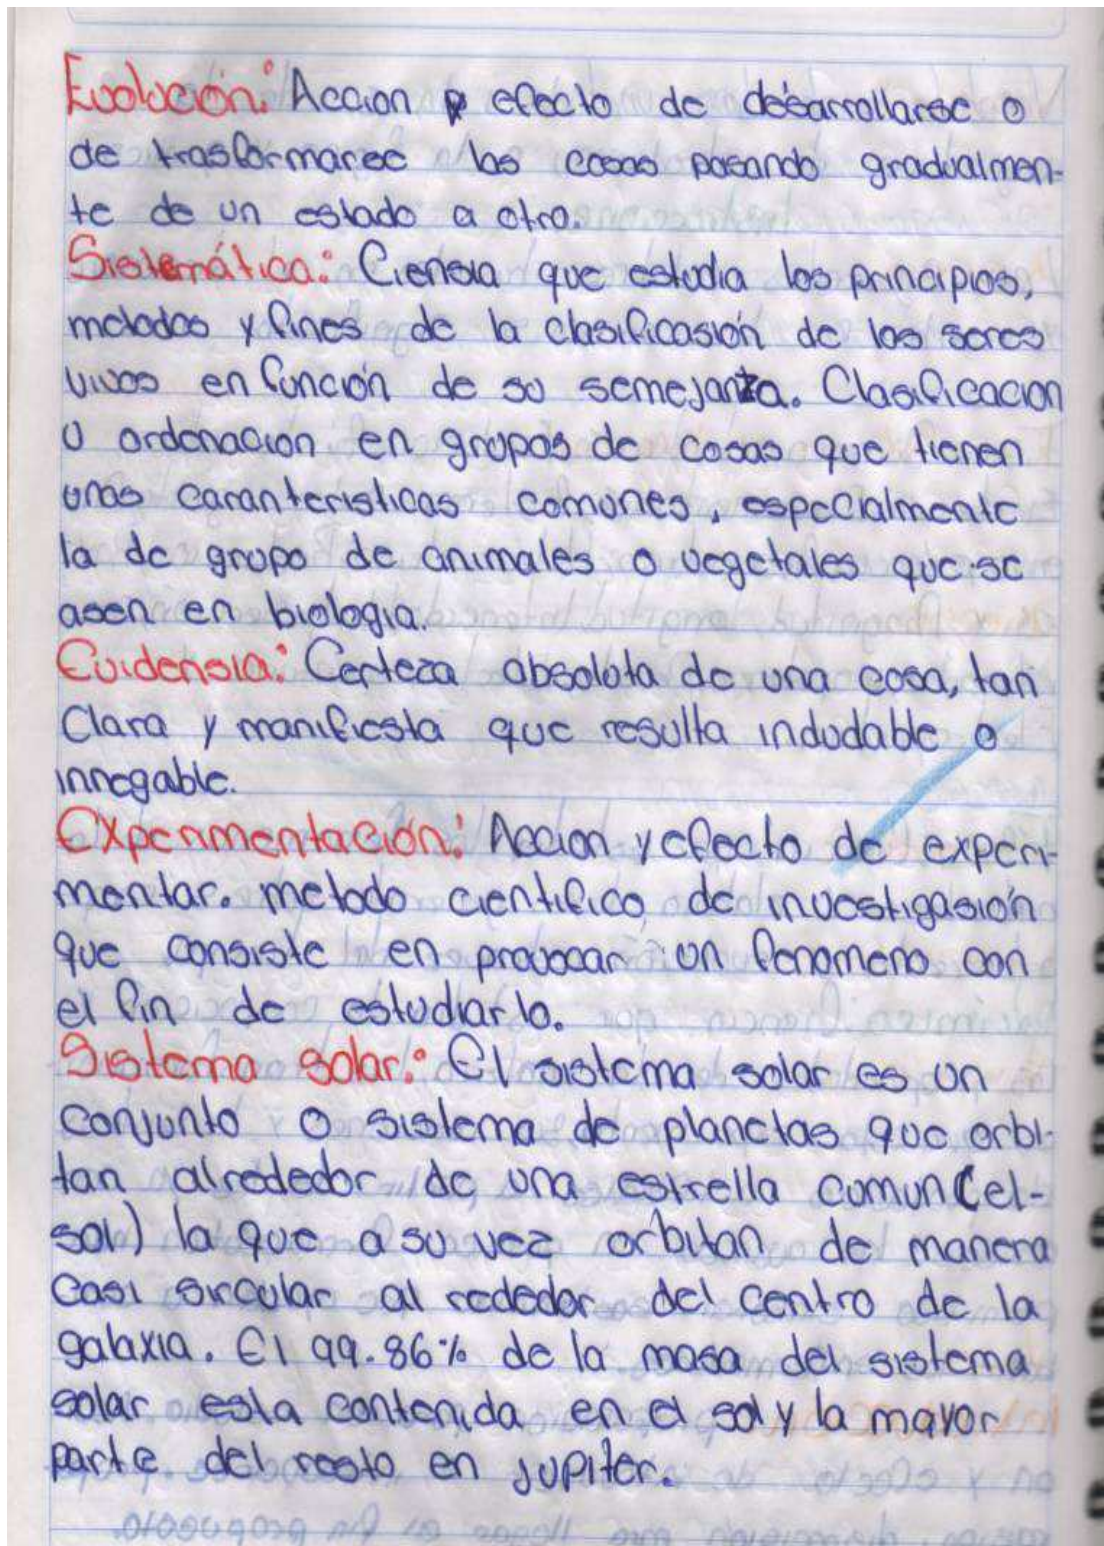 Evolución: Accion y efecto de desarrollarse o
de trasformarse las cosas pasando gradualmen-
te de un estado a otro.
Sistemática: Ciensia que estudia los principios,
metodos y fines de la clasificasión de los seres
vivos en función de su semejanza. Clasificacion
u ordenacion en grupos de cosas que tienen
unas caranteristicas comunes, especialmente
la de grupo de animales o vegetales que se
asen en biologia.
Evidensia: Certeza absoluta de una cosa, tan
Clara y manifiesta que resulta indudable o
innegable.
Experimentación: Accion y efecto de experi-
mentar. metodo cientifico de investigasión
que consiste en provocar un fenomeno con
el fin de estudiarlo.
Sistema solar: El sistema solar es un
conjunto o sistema de planetas que orbi-
tan alrededor de una estrella comun (el-
sol) la que a su vez orbitan de manera
casi sircular al rededor del centro de la
galaxia. El 99.86% de la masa del sistema
solar esta contenida en el sol y la mayor
parte del resto en jupiter.